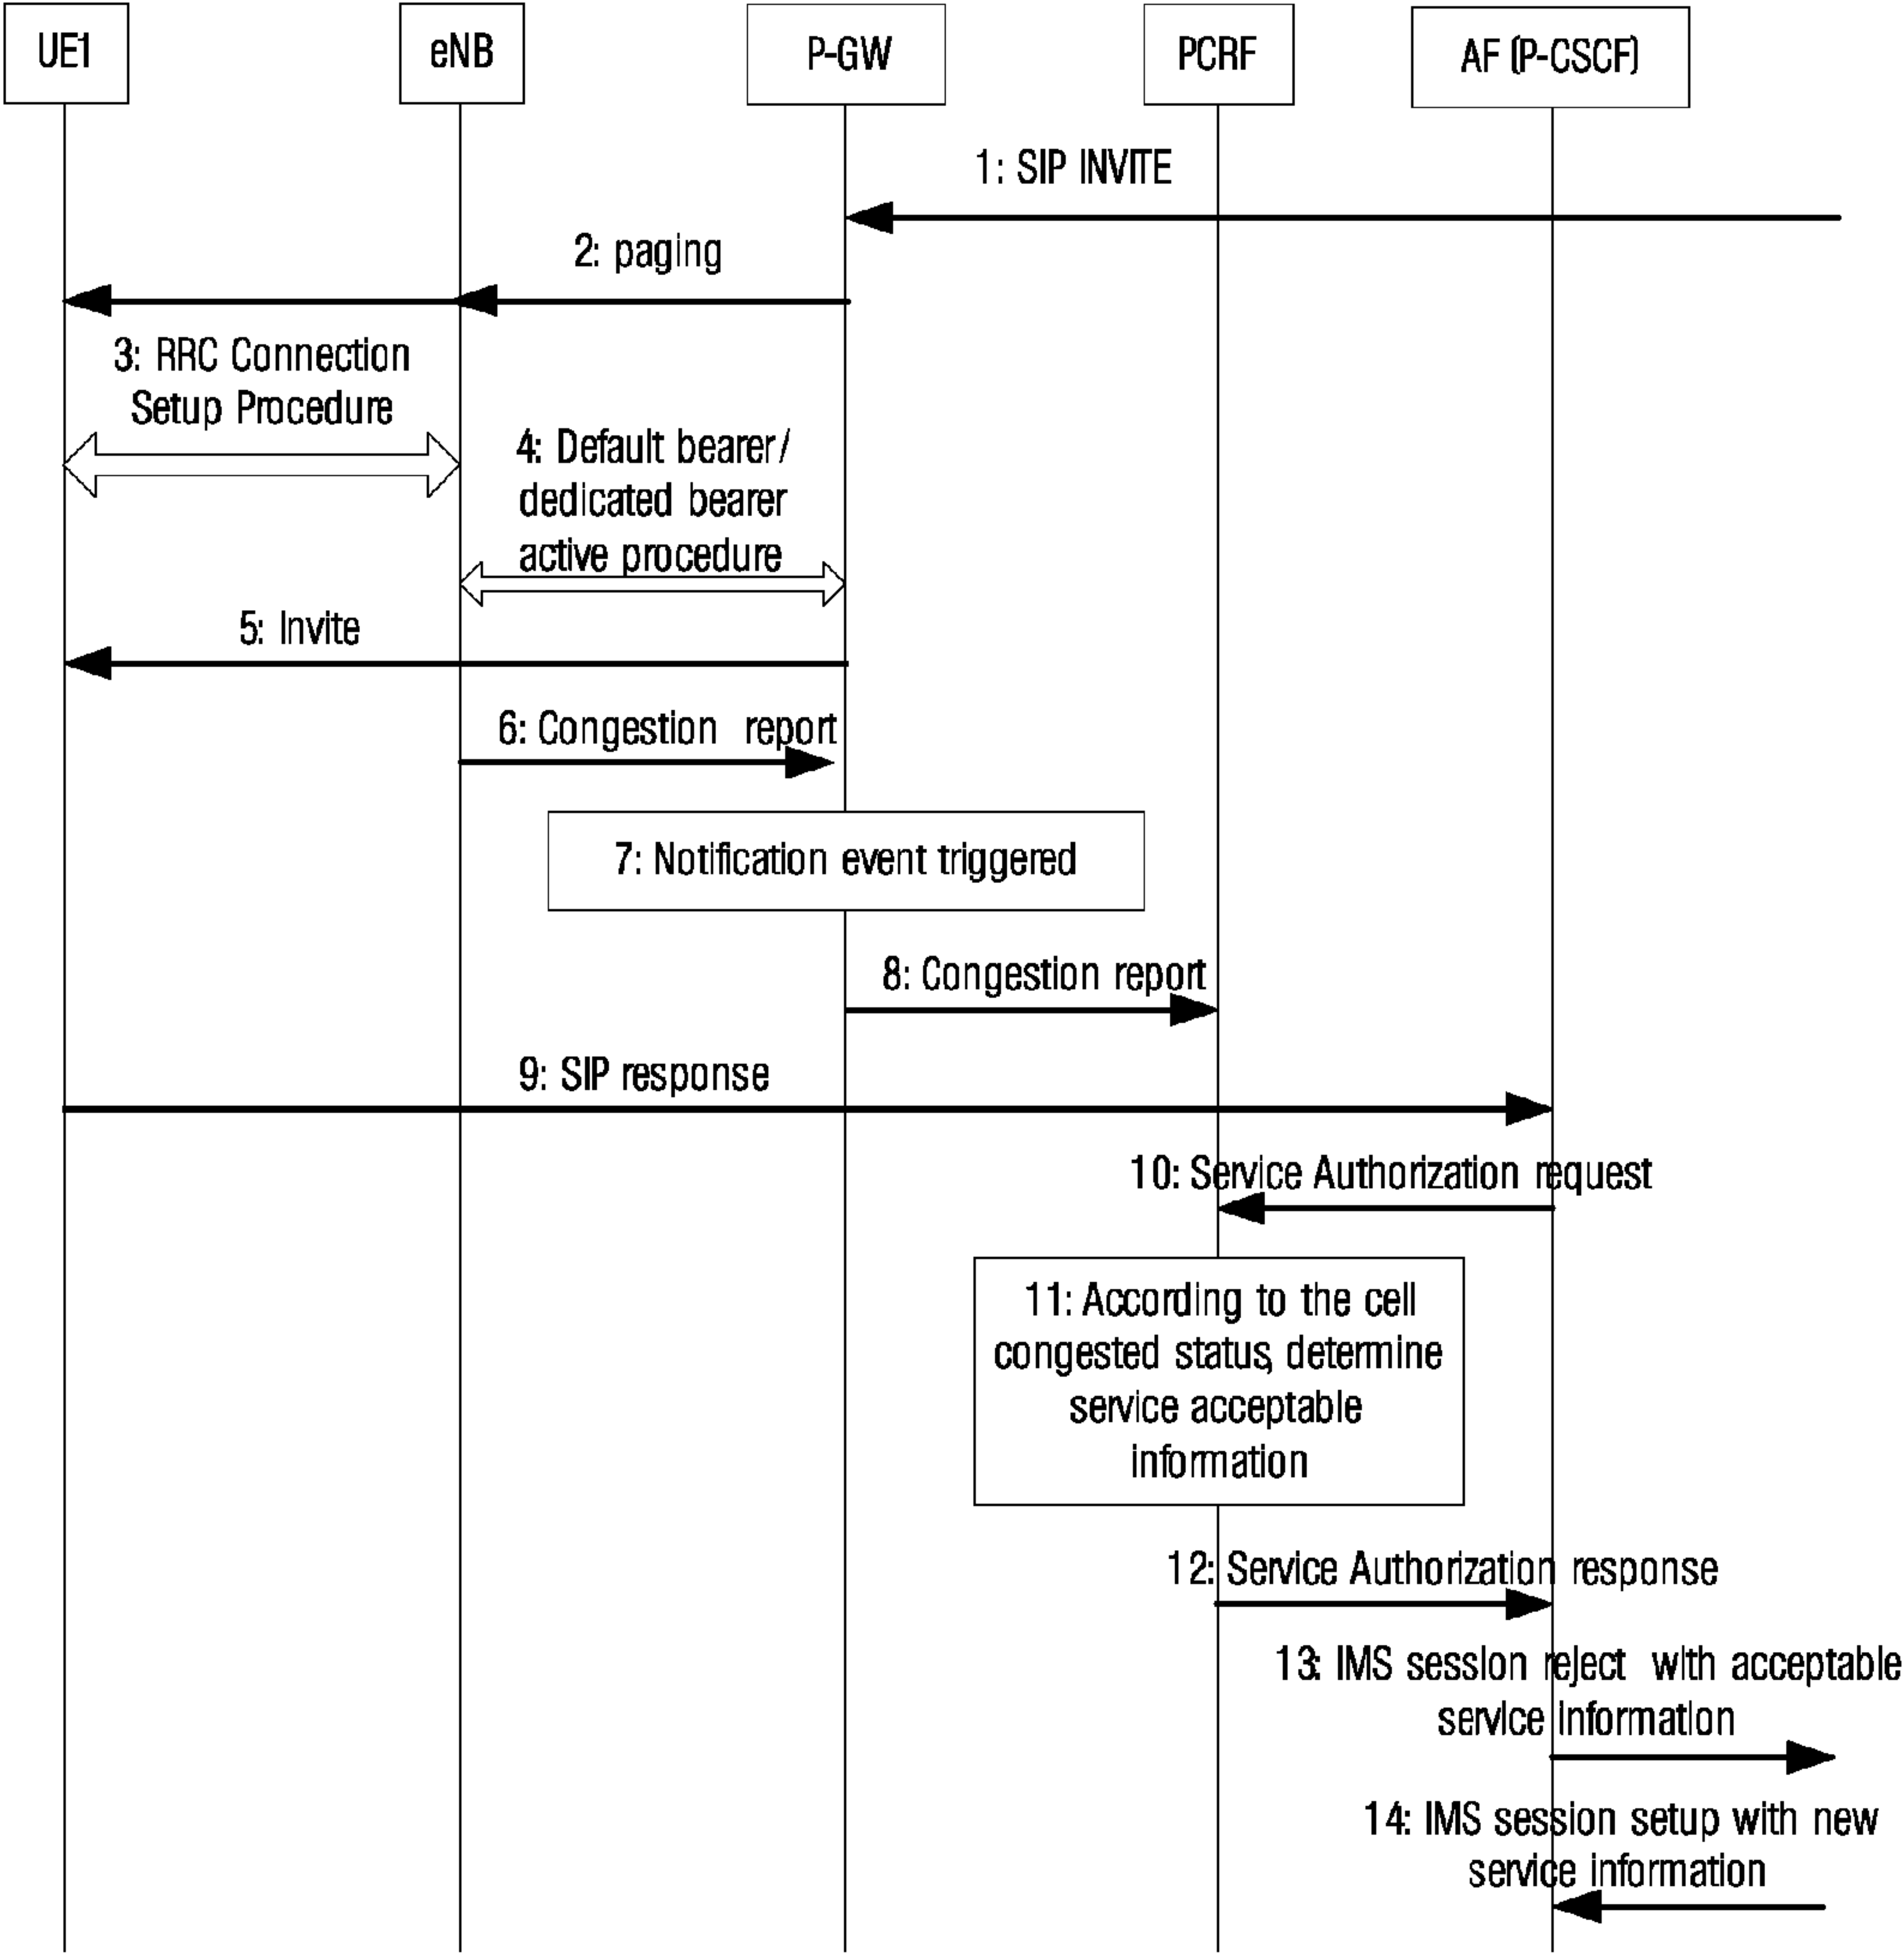 UE1
eNB
P-GW
PCRF
AF (P-CSCF)
1: SIP INVITE
2: paging
3: RRC Connection
Setup Procedure
4: Default bearer/
dedicated bearer
active procedure
5: Invite
6: Congestion report
7: Notification event triggered
8: Congestion report
9: SIP response
10: Service Authorization request
11: According to the cell
congested status, determine
service acceptable
information
12: Service Authorization response
13: IMS session reject with acceptable
service information
14: IMS session setup with new
service information